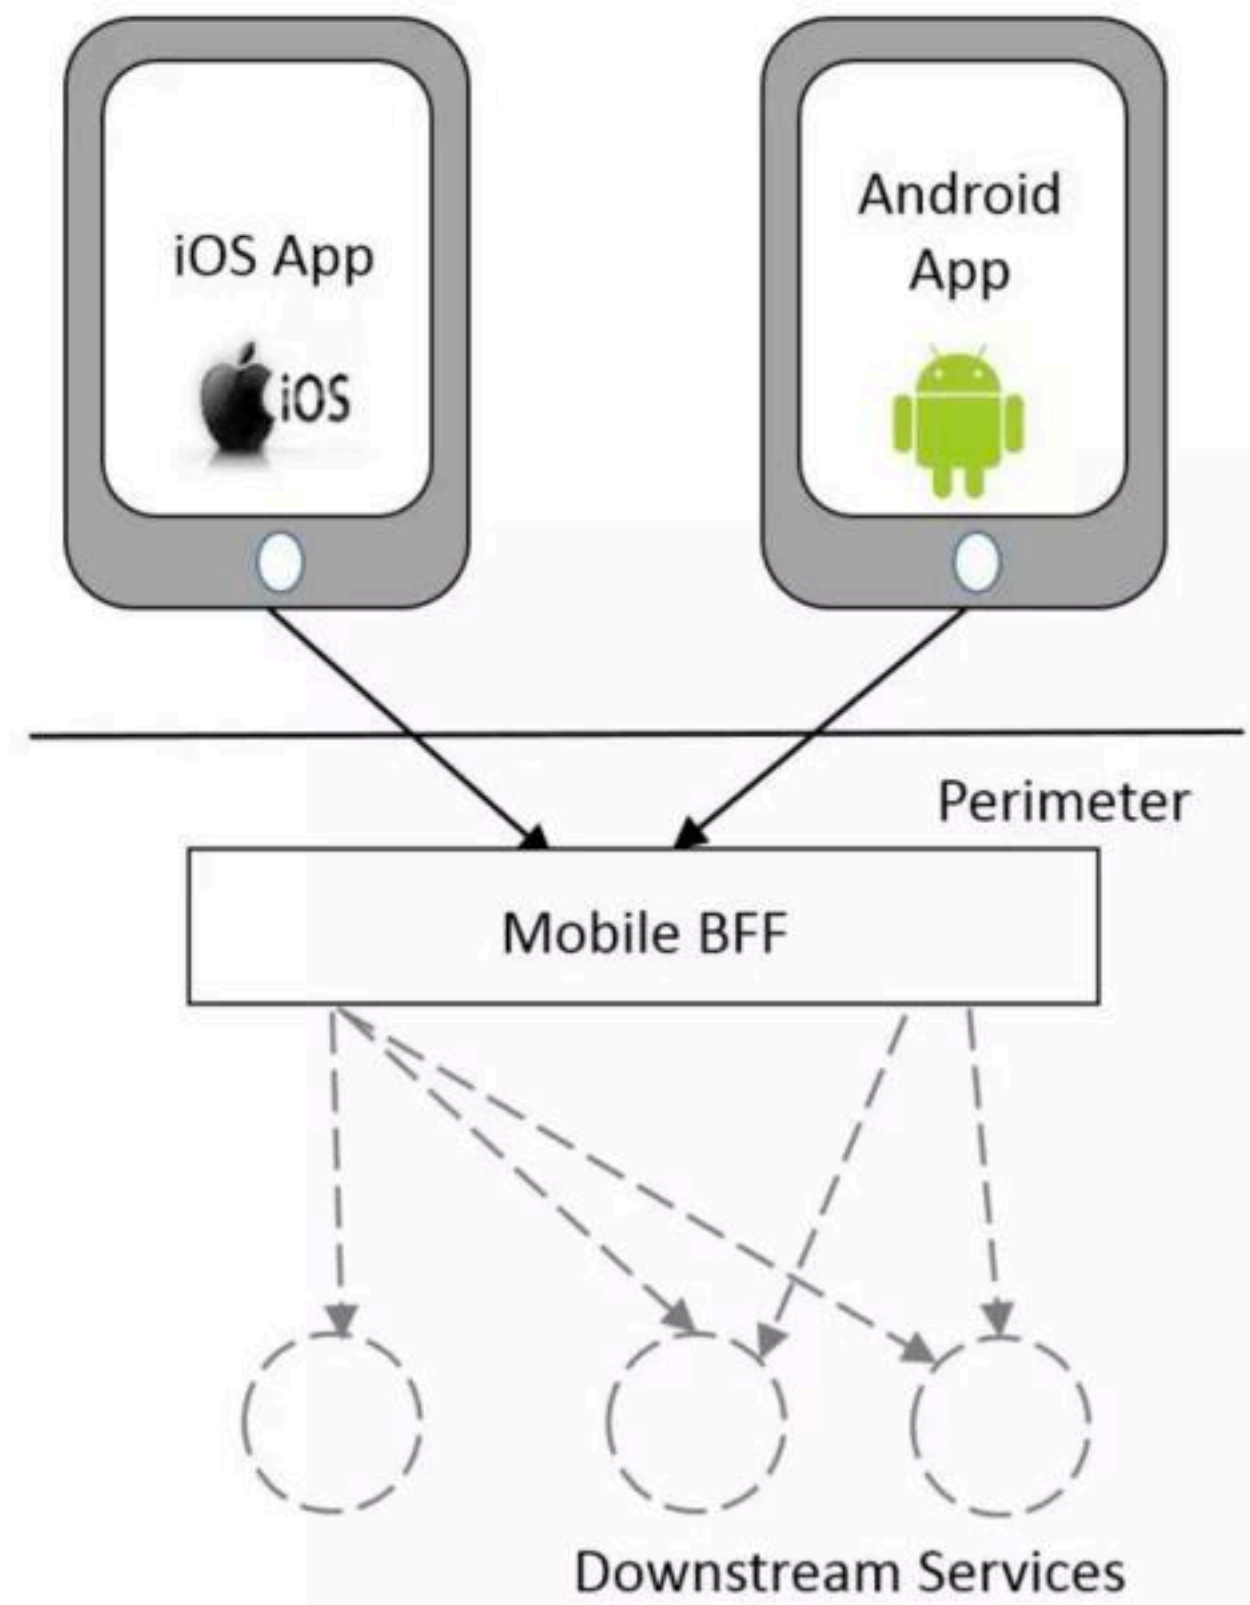 iOS App
iOS
Android
App
Perimeter
Mobile BFF
Downstream Services